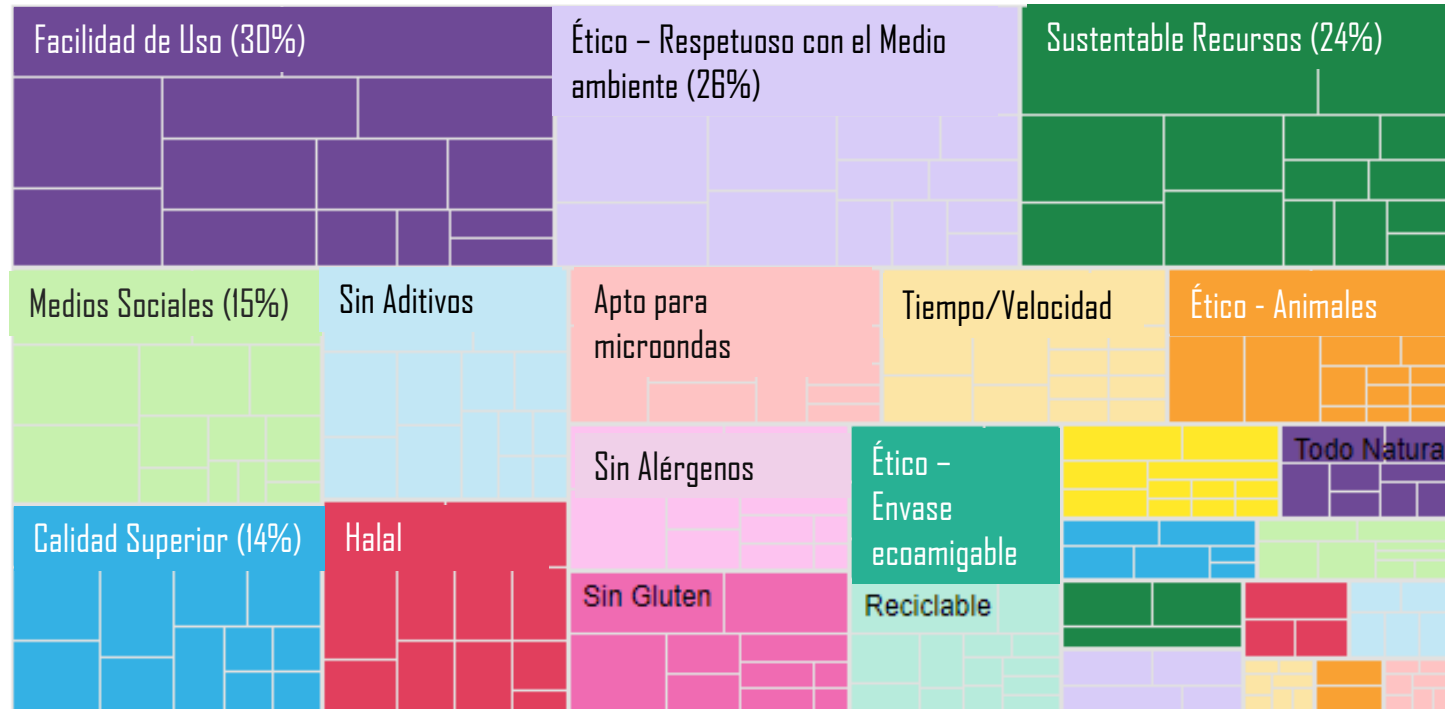 Facilidad de Uso (30%)
Ético – Respetuoso con el Medio
ambiente (26%)
Sustentable Recursos (24%)
Medios Sociales (15%)
Sin Aditivos
Apto para
microondas
Tiempo/Velocidad
Ético - Animales
Sin Alérgenos
Ético –
Envase
ecoamigable
Todo Natura
Calidad Superior (14%)
Halal
Sin Gluten
Reciclable